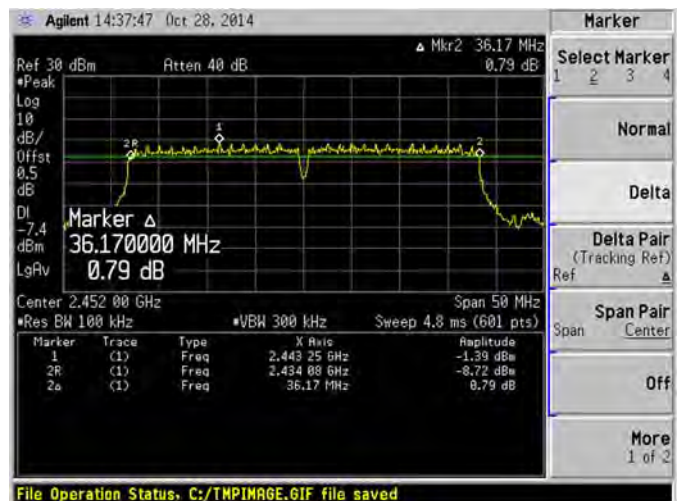 Agilent 14:37:47 Oct 28, 2014
Marker
▵ Mkr2 36.17 MHz
Ref 30 dBm Atten 40 dB 0.79 dB
#Peak
Log
10
dB/
Offst
0.5
dB
DI
-7.4
dBm
LgAv
2R
1
2
Marker ▵
36.170000 MHz
0.79 dB
Center 2.452 00 GHz Span 50 MHz
#Res BW 100 kHz #VBW 300 kHz Sweep 4.8 ms (601 pts)
Marker Trace Type X Axis Amplitude
1 (1) Freq 2.443 25 GHz -1.39 dBm
2R (1) Freq 2.434 08 GHz -8.72 dBm
2▵ (1) Freq 36.17 MHz 0.79 dB
Select Marker
1 2 3 4
Normal
Delta
Delta Pair
(Tracking Ref)
Ref ▵
Span Pair
Span Center
Off
More
1 of 2
File Operation Status, C:/TMPIMAGE.GIF file saved